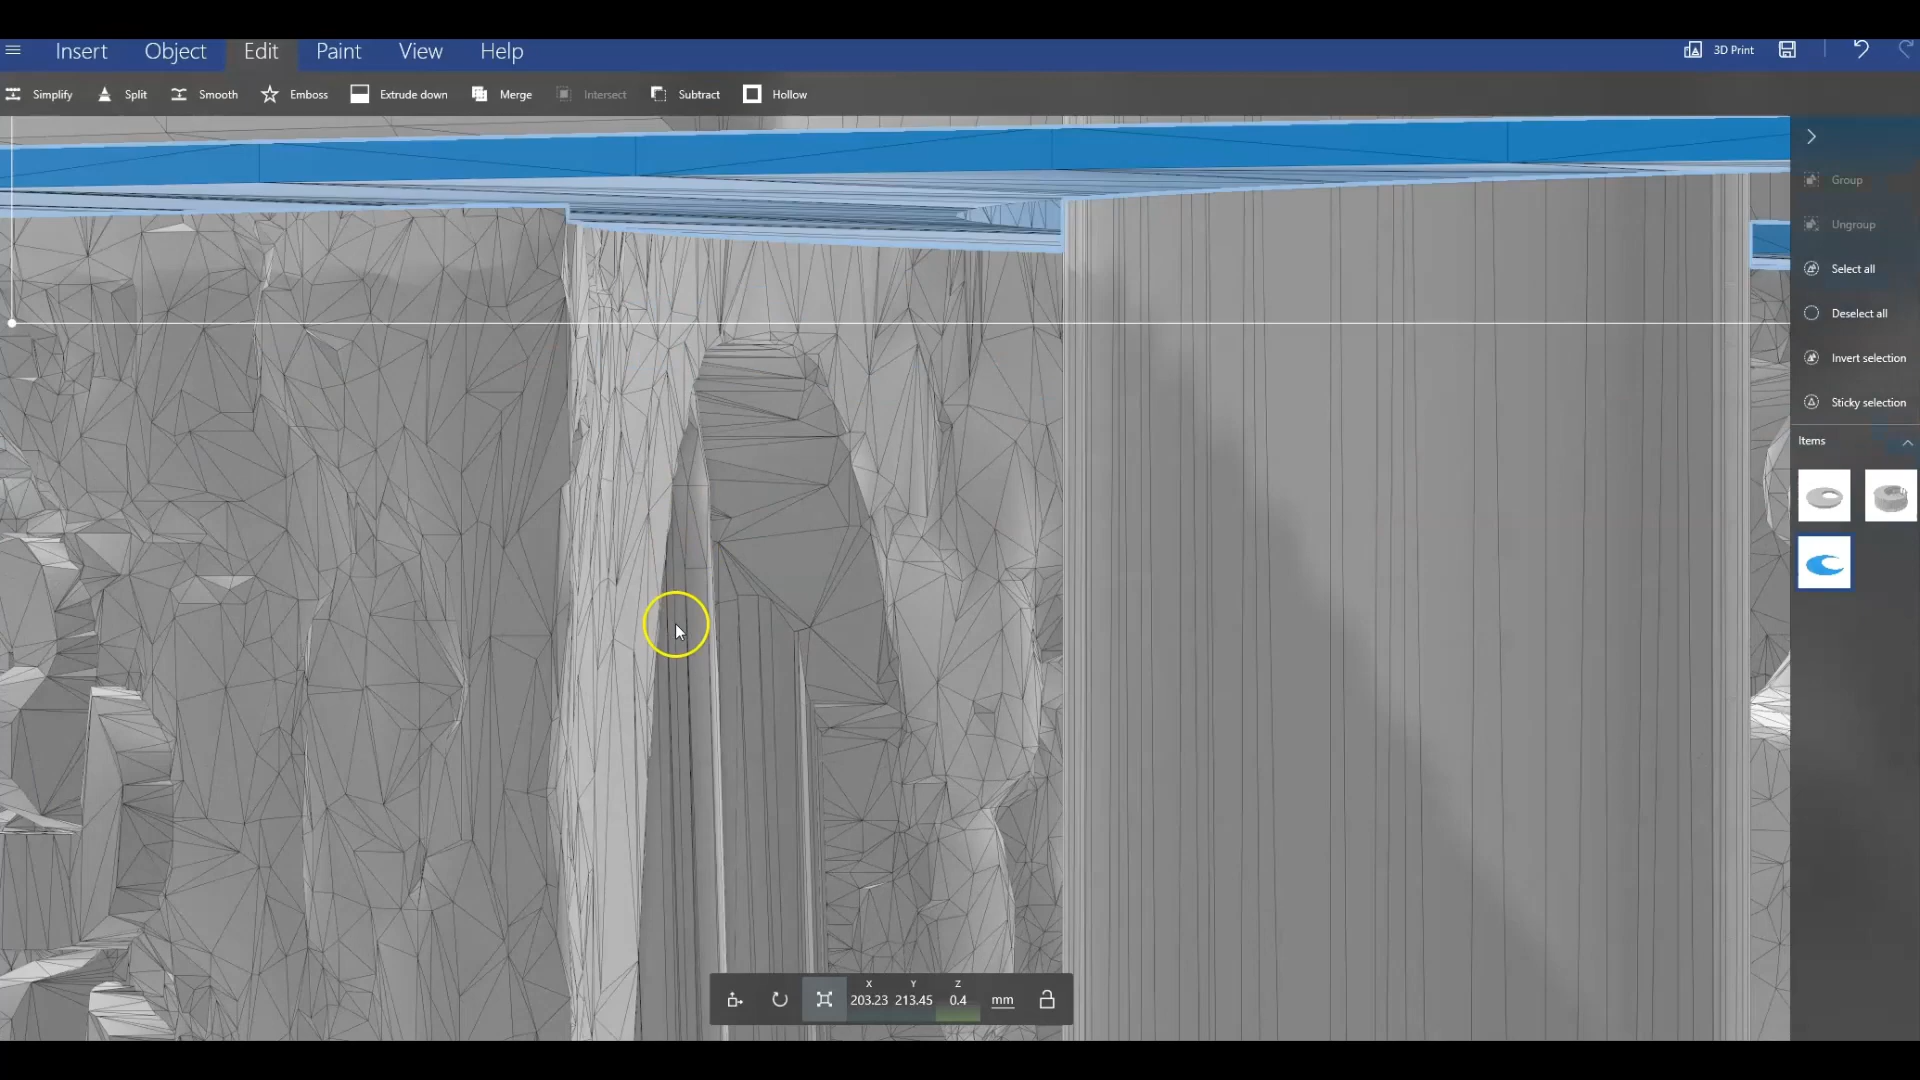 Insert Object Edit Paint View Help 3D Print
Simplify Split Smooth Emboss Extrude down Merge Intersect Subtract Hollow
Group
Ungroup
Select all
Deselect all
Invert selection
Sticky selection
Items
X Y Z
203.23 213.45 0.4 mm